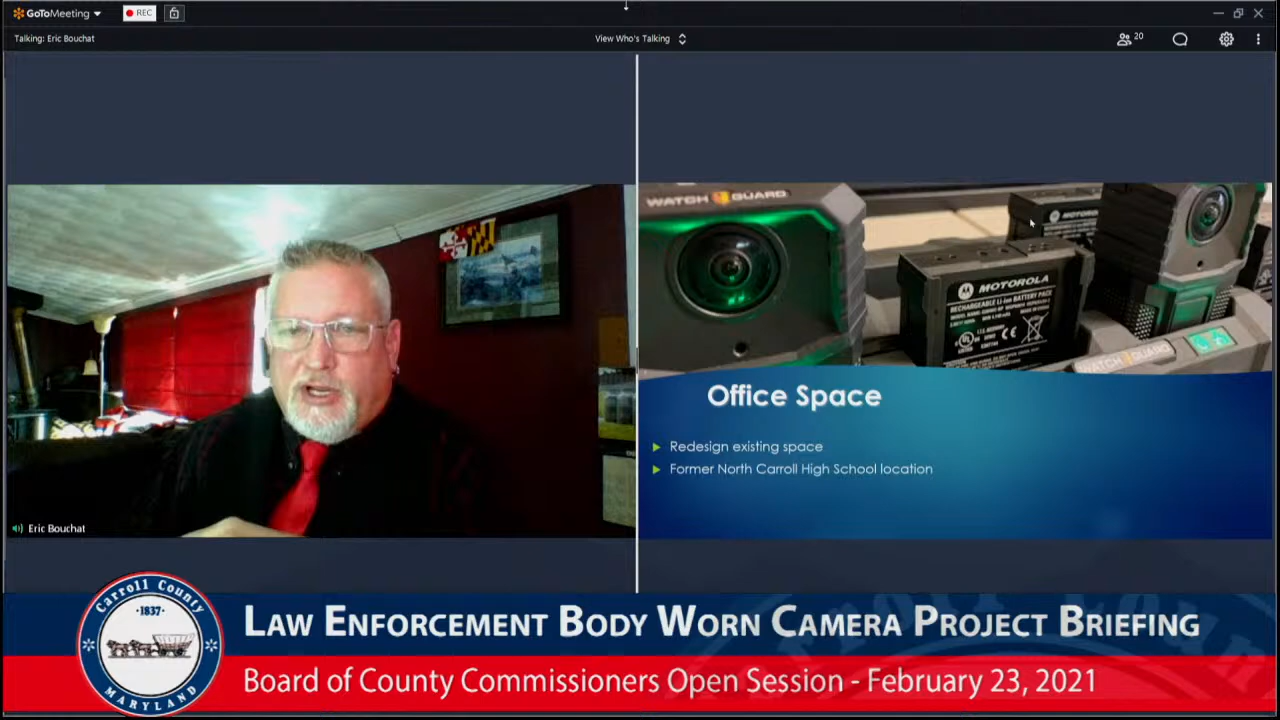 GoToMeeting
REC
Talking: Eric Bouchat
View Who's Talking
20
WATCH GUARD
MOTOROLA
MOTOROLA
RECHARGEABLE Li-ion BATTERY PACK
WATCH GUARD
Office Space
Redesign existing space
Former North Carroll High School location
Eric Bouchat
Carroll County
1837
MARYLAND
LAW ENFORCEMENT BODY WORN CAMERA PROJECT BRIEFING
Board of County Commissioners Open Session - February 23, 2021